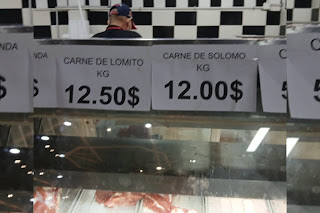 NDA
$
CARNE DE LOMITO
KG
12.50$
CARNE DE SOLOMO
KG
12.00$
C